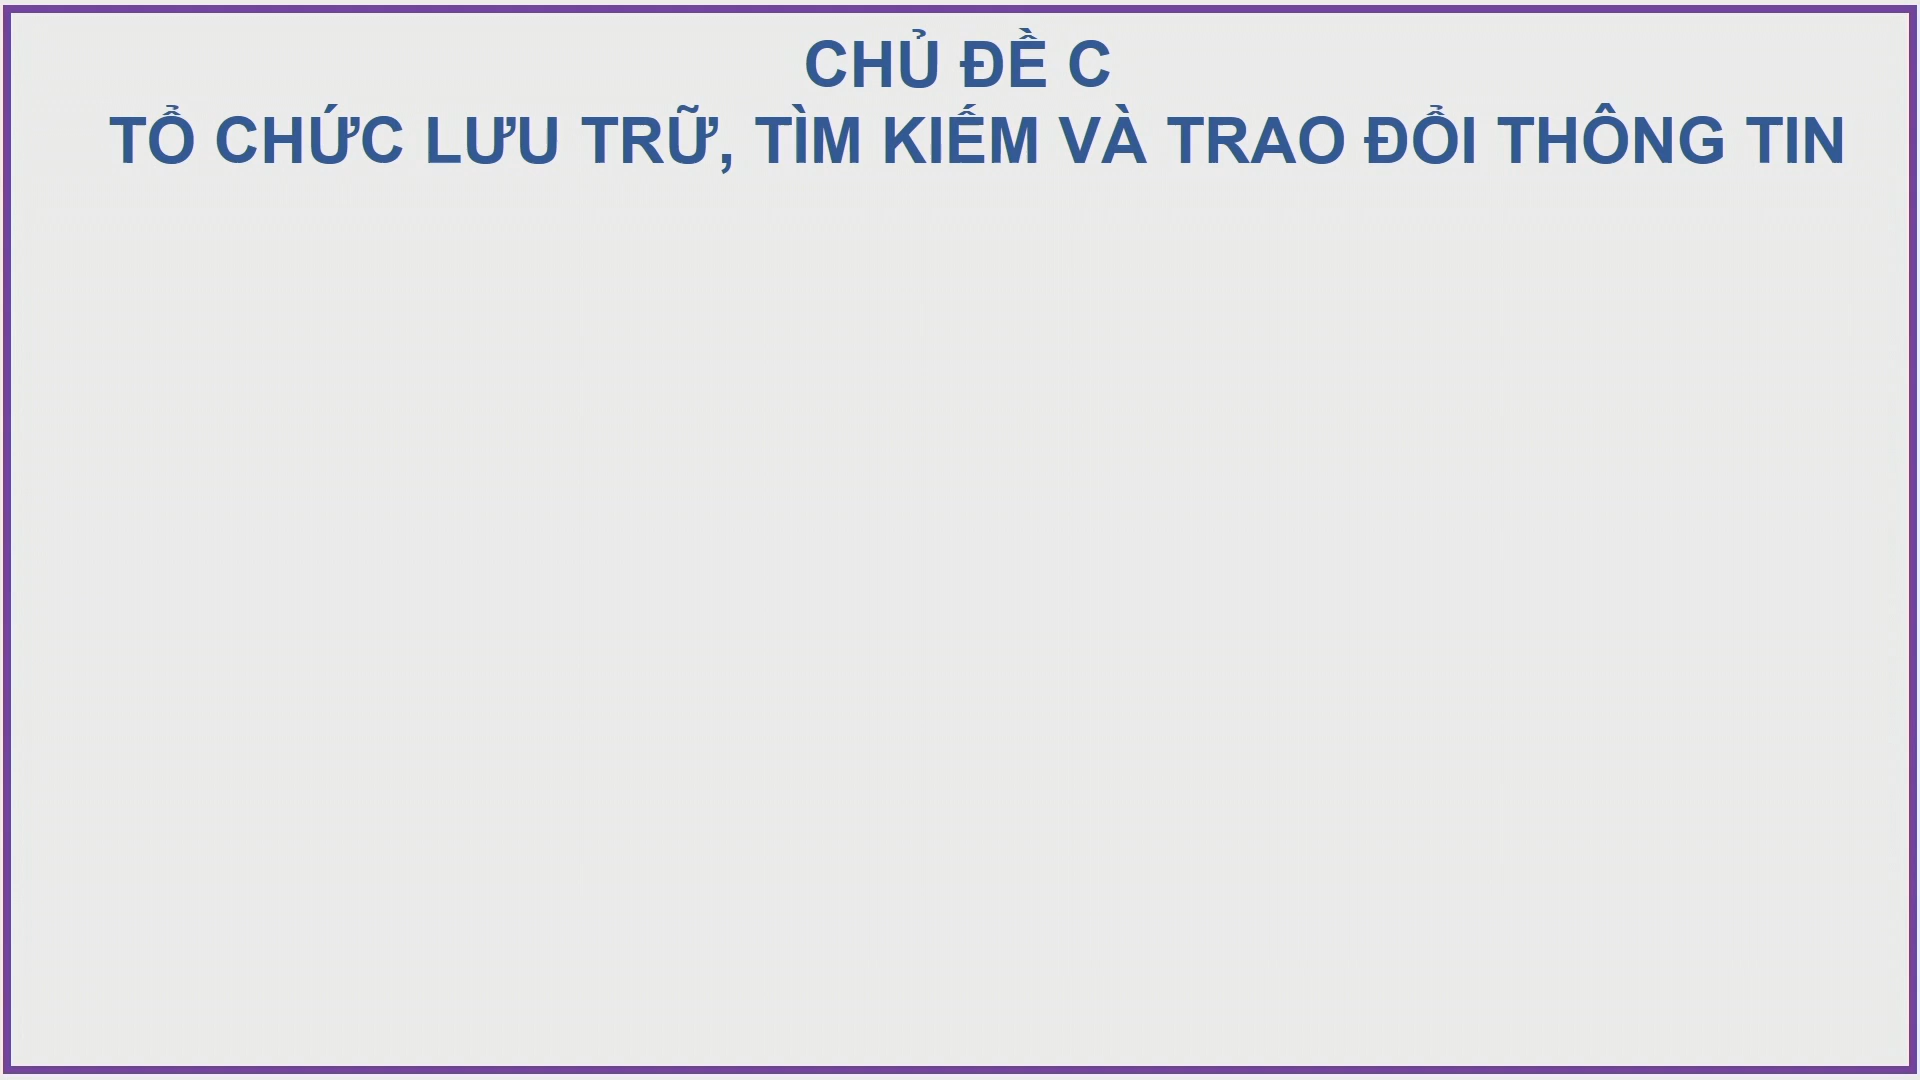 CHỦ ĐỀ C
TỔ CHỨC LƯU TRỮ, TÌM KIẾM VÀ TRAO ĐỔI THÔNG TIN